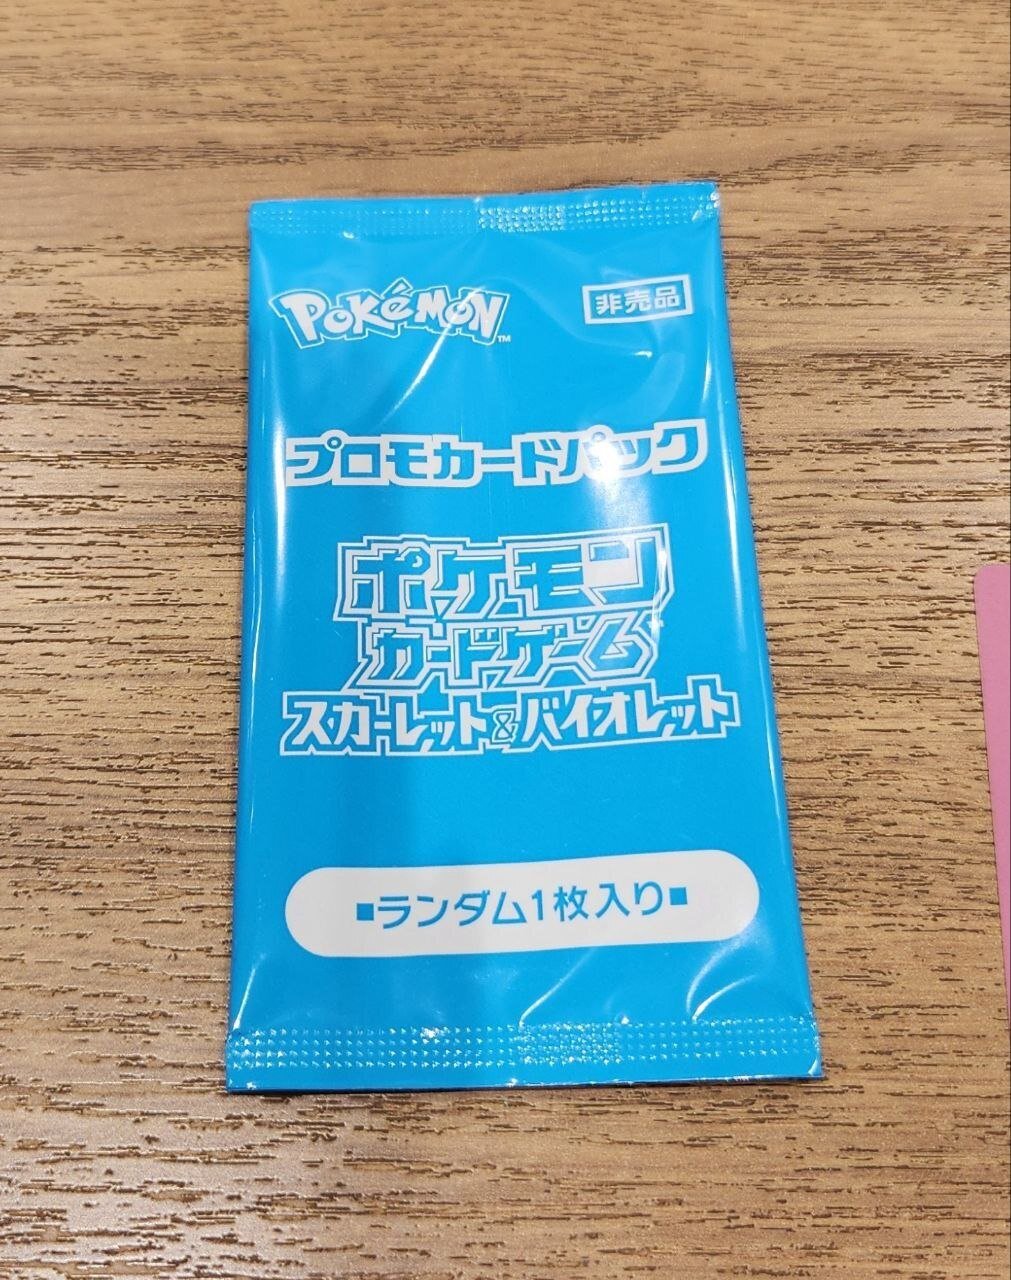 POKéMON™
非売品
プロモカードパック
ポケモン
カードゲーム
スカーレット&バイオレット
■ランダム1枚入り■